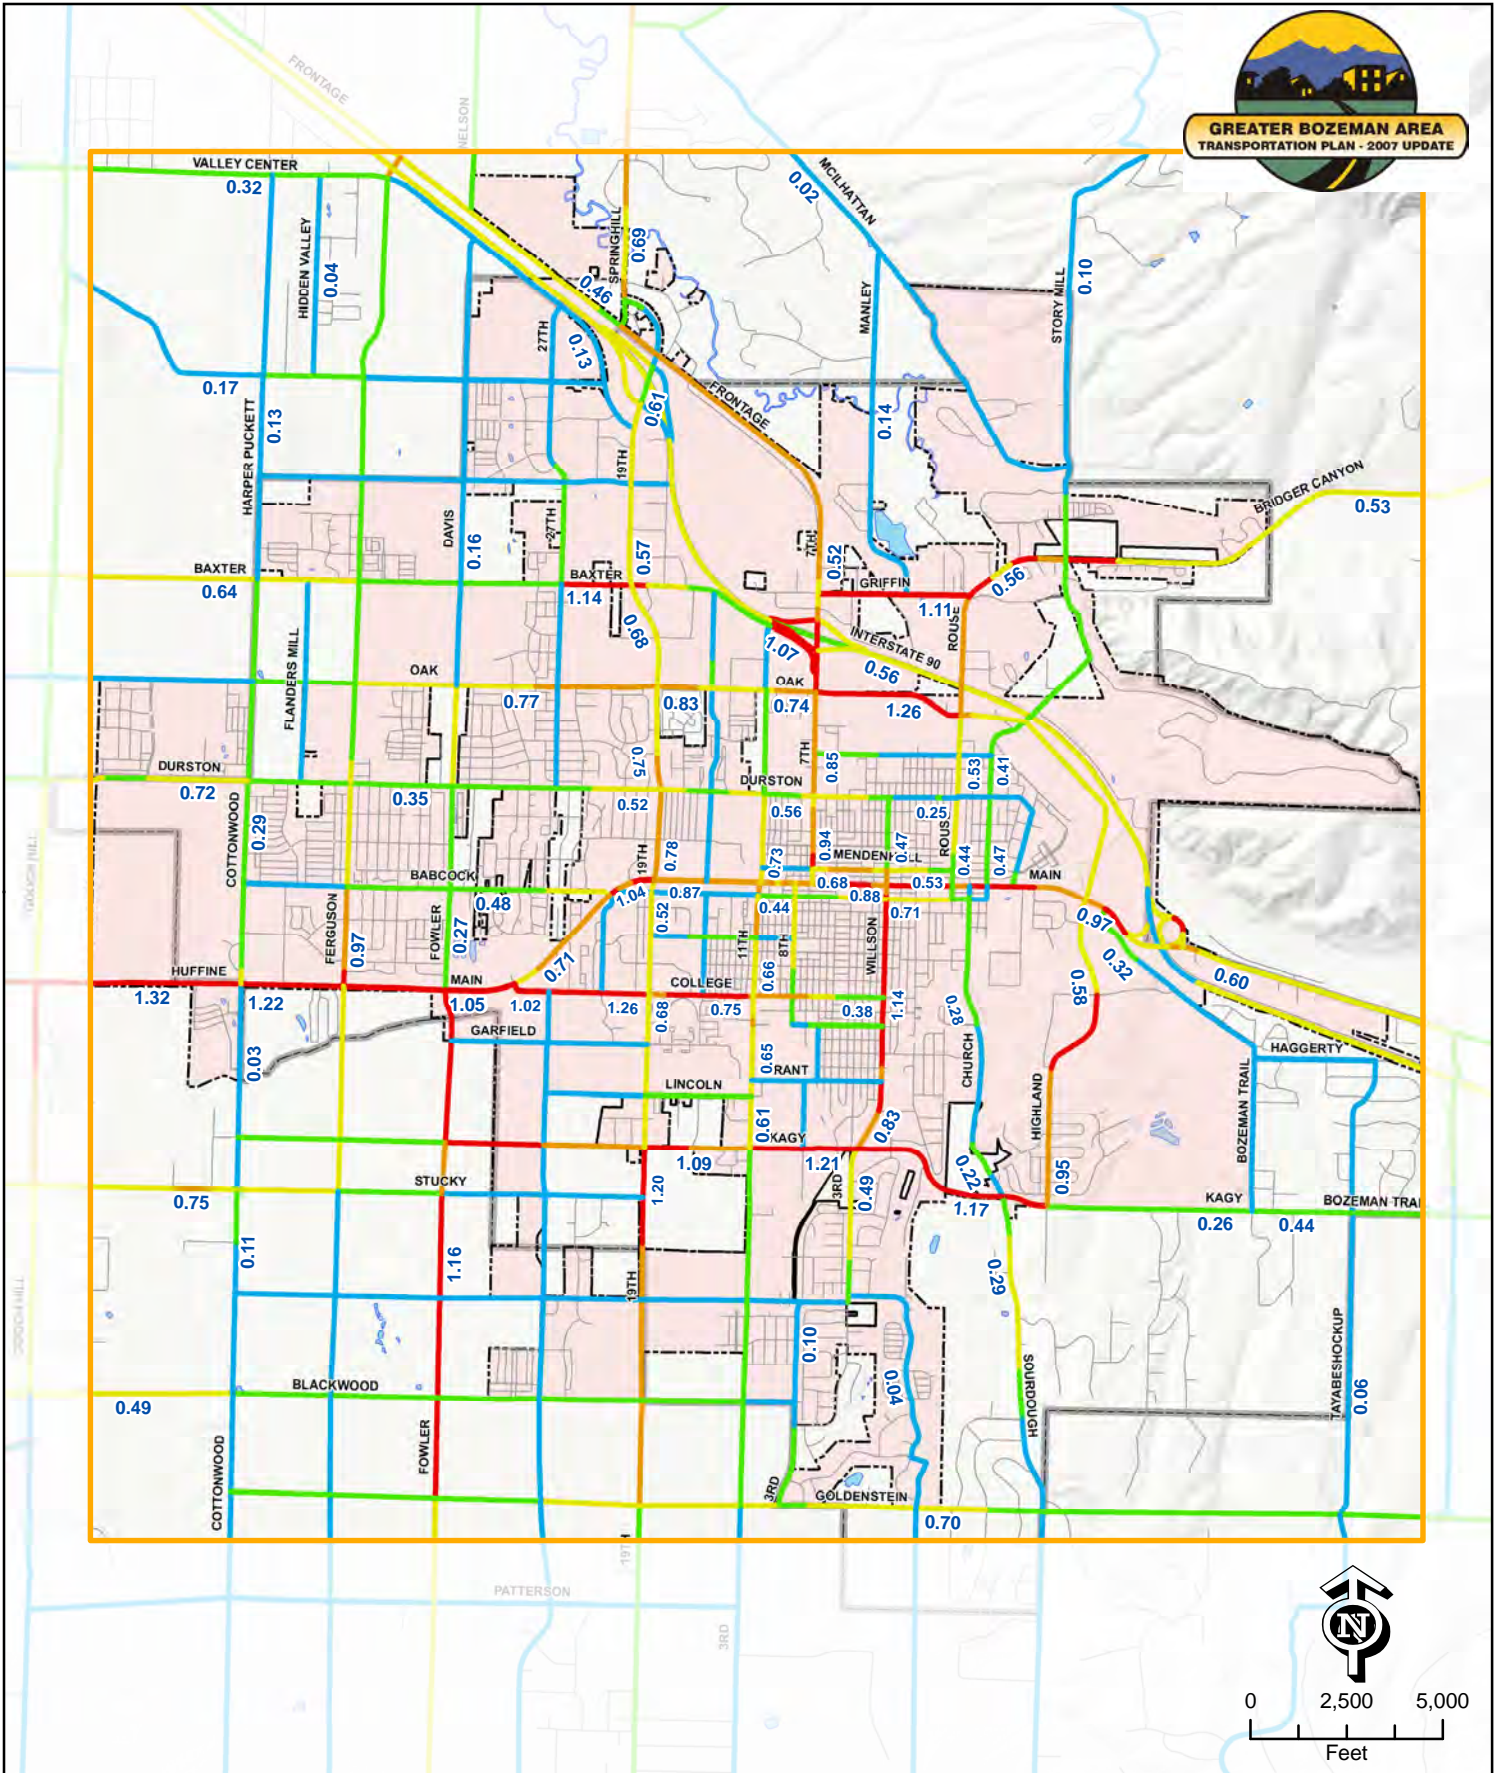 GREATER BOZEMAN AREA
TRANSPORTATION PLAN - 2007 UPDATE
FRONTAGE
NELSON
VALLEY CENTER
0.32
HIDDEN VALLEY
0.04
SPRINGHILL
0.69
0.46
0.02
MCILHATTAN
MANLEY
STORY MILL
0.10
27TH
0.13
0.17
HARPER PUCKETT
0.13
0.61
FRONTAGE
0.14
19TH
DAVIS
0.16
27TH
BRIDGER CANYON
0.53
7TH
0.52
0.57
BAXTER
0.64
BAXTER
1.14
GRIFFIN
1.11
0.56
ROUSE
FLANDERS MILL
0.68
1.07
INTERSTATE 90
0.56
OAK
0.77
0.83
OAK
0.74
1.26
DURSTON
0.72
0.35
0.75
DURSTON
7TH
0.85
0.53
0.41
0.52
0.56
0.25
COTTONWOOD
0.29
19TH
0.78
0.73
0.94
MENDENHALL
0.47
0.44
0.47
BABCOCK
0.48
1.04
0.87
0.68
0.53
MAIN
0.44
0.88
0.71
FERGUSON
0.97
FOWLER
0.27
0.71
0.52
11TH
8TH
0.66
WILLSON
0.97
0.32
0.60
0.58
HUFFINE
1.32
1.22
MAIN
1.05
1.02
1.26
COLLEGE
0.68
0.75
0.38
1.14
0.28
GARFIELD
0.03
0.65
CHURCH
HIGHLAND
HAGGERTY
BOZEMAN TRAIL
LINCOLN
0.61
KAGY
0.83
1.09
1.21
0.22
0.95
STUCKY
0.75
1.20
3RD
0.49
1.17
KAGY
0.26
0.44
0.11
1.16
19TH
0.29
0.10
0.04
SOURDOUGH
TAYABESHOCKUP
BLACKWOOD
0.49
COTTONWOOD
FOWLER
3RD
GOLDENSTEIN
0.70
19TH
PATTERSON
3RD
N
0 2,500 5,000
Feet